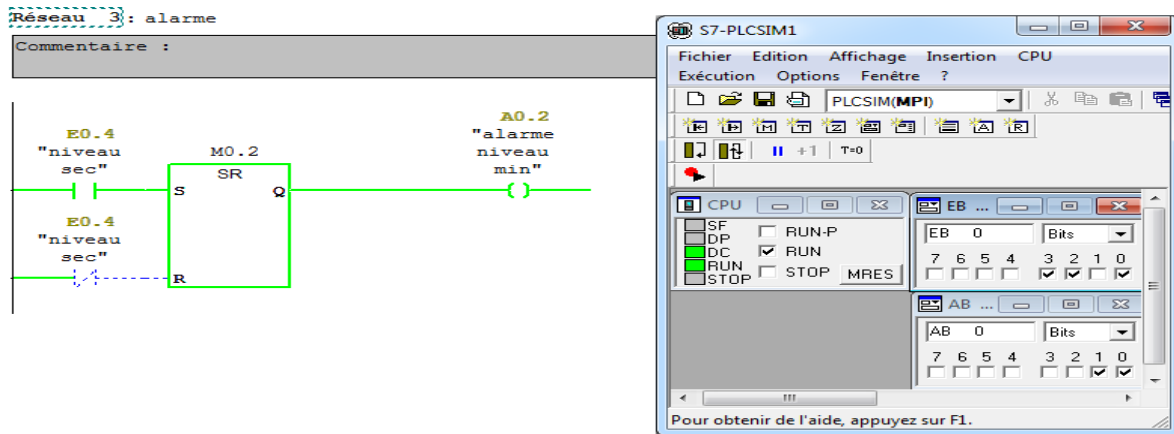 Réseau 3: alarme
Commentaire :
E0.4
"niveau
sec"
M0.2
SR
S
Q
A0.2
"alarme
niveau
min"
E0.4
"niveau
sec"
R
S7-PLCSIM1
Fichier Edition Affichage Insertion CPU
Exécution Options Fenêtre ?
PLCSIM(MPI)
+1 T=0
CPU
SF
DP
DC
RUN
STOP
RUN-P
RUN
STOP
MRES
EB ...
EB 0
Bits
7 6 5 4 3 2 1 0
AB ...
AB 0
Bits
7 6 5 4 3 2 1 0
Pour obtenir de l'aide, appuyez sur F1.